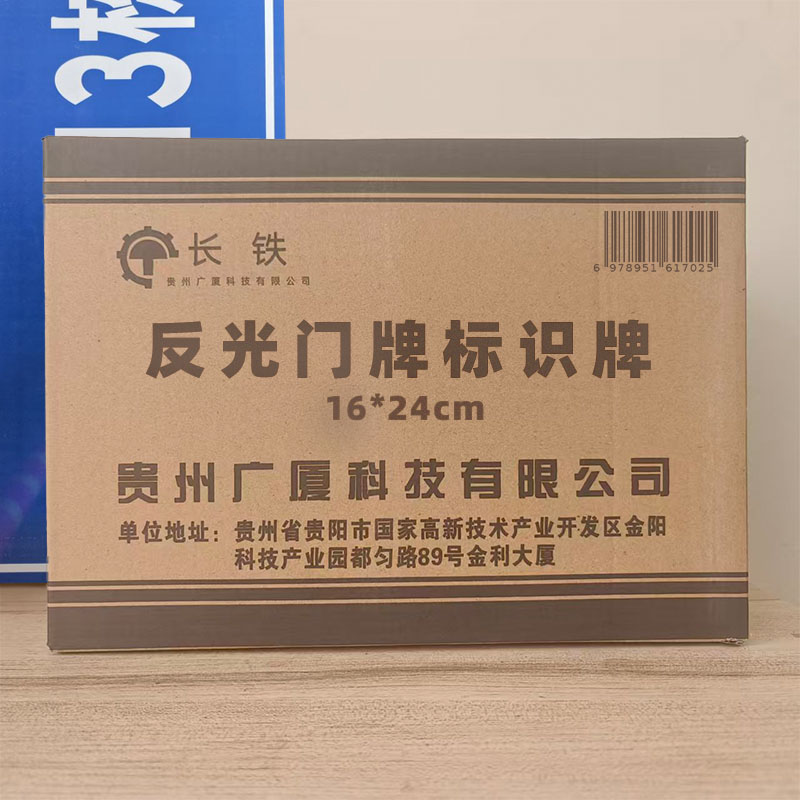 13
长铁
贵州广厦科技有限公司
6 978951 617025
反光门牌标识牌
16*24cm
贵州广厦科技有限公司
单位地址：贵州省贵阳市国家高新技术产业开发区金阳
科技产业园都匀路89号金利大厦